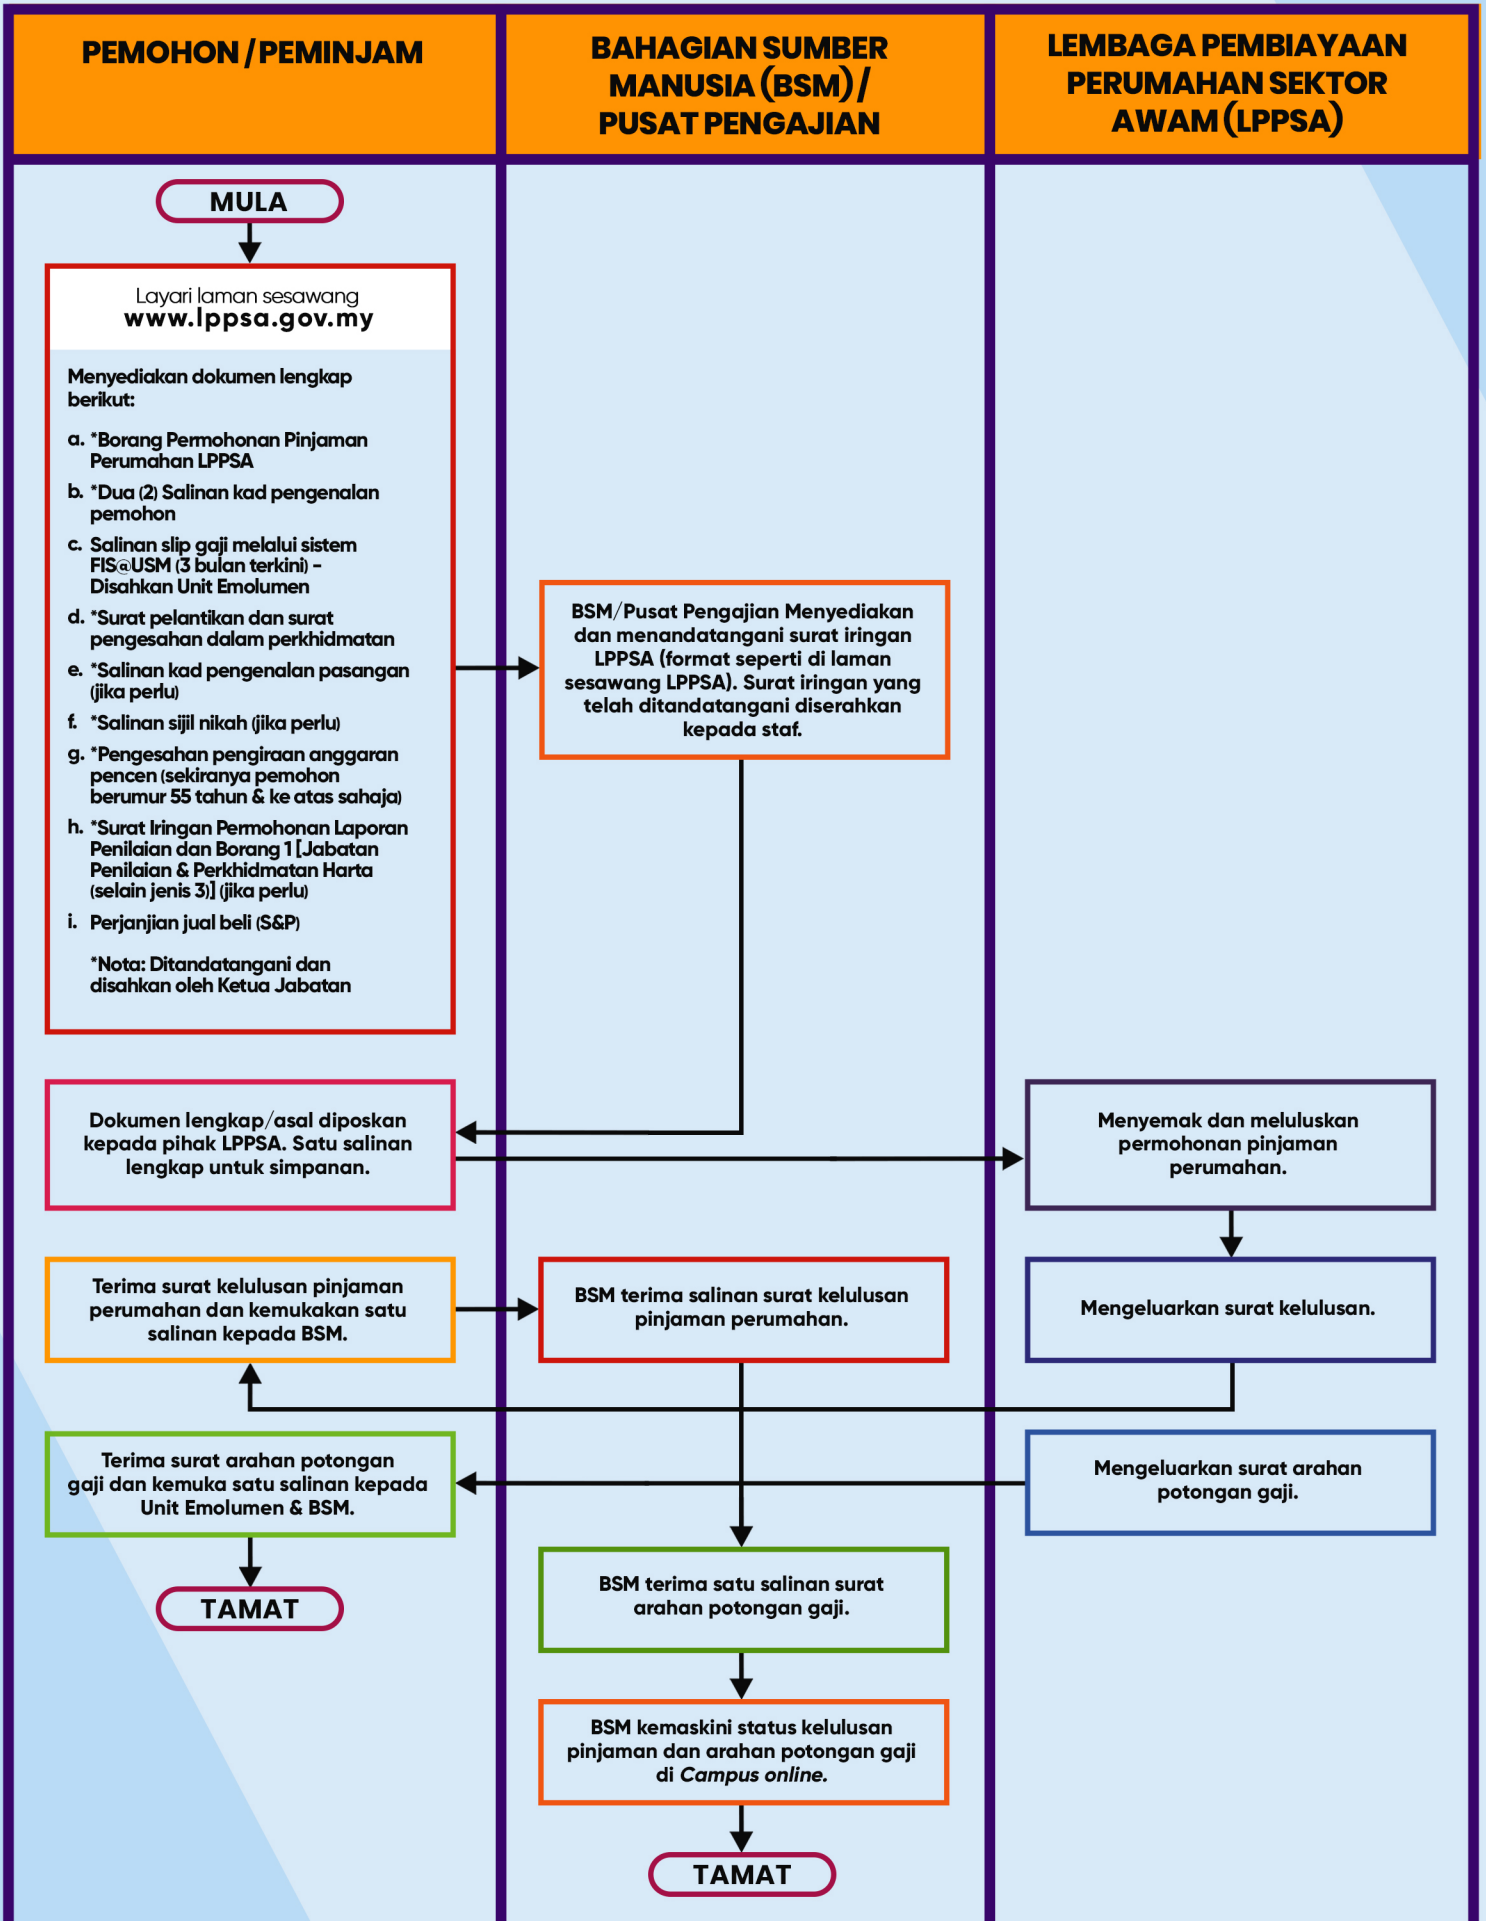 PEMOHON / PEMINJAM
BAHAGIAN SUMBER
MANUSIA (BSM) /
PUSAT PENGAJIAN
LEMBAGA PEMBIAYAAN
PERUMAHAN SEKTOR
AWAM (LPPSA)
MULA
Layari laman sesawang
www.lppsa.gov.my
Menyediakan dokumen lengkap
berikut:
a. *Borang Permohonan Pinjaman
Perumahan LPPSA
b. *Dua (2) Salinan kad pengenalan
pemohon
c. Salinan slip gaji melalui sistem
FIS@USM (3 bulan terkini) -
Disahkan Unit Emolumen
d. *Surat pelantikan dan surat
pengesahan dalam perkhidmatan
e. *Salinan kad pengenalan pasangan
(jika perlu)
f. *Salinan sijil nikah (jika perlu)
g. *Pengesahan pengiraan anggaran
pencen (sekiranya pemohon
berumur 55 tahun & ke atas sahaja)
h. *Surat Iringan Permohonan Laporan
Penilaian dan Borang 1 [Jabatan
Penilaian & Perkhidmatan Harta
(selain jenis 3)] (jika perlu)
i. Perjanjian jual beli (S&P)
*Nota: Ditandatangani dan
disahkan oleh Ketua Jabatan
BSM/Pusat Pengajian Menyediakan
dan menandatangani surat iringan
LPPSA (format seperti di laman
sesawang LPPSA). Surat iringan yang
telah ditandatangani diserahkan
kepada staf.
Dokumen lengkap/asal diposkan
kepada pihak LPPSA. Satu salinan
lengkap untuk simpanan.
Menyemak dan meluluskan
permohonan pinjaman
perumahan.
Terima surat kelulusan pinjaman
perumahan dan kemukakan satu
salinan kepada BSM.
BSM terima salinan surat kelulusan
pinjaman perumahan.
Mengeluarkan surat kelulusan.
Terima surat arahan potongan
gaji dan kemuka satu salinan kepada
Unit Emolumen & BSM.
Mengeluarkan surat arahan
potongan gaji.
TAMAT
BSM terima satu salinan surat
arahan potongan gaji.
BSM kemaskini status kelulusan
pinjaman dan arahan potongan gaji
di Campus online.
TAMAT